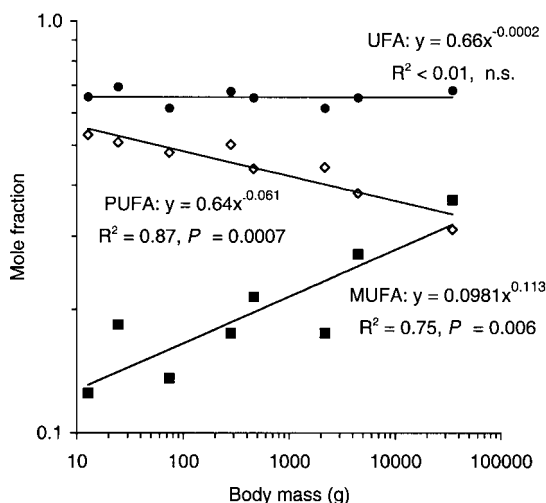 1.0
UFA: y = 0.66x^-0.0002
R² < 0.01, n.s.
Mole fraction
PUFA: y = 0.64x^-0.061
R² = 0.87, P = 0.0007
MUFA: y = 0.0981x^0.113
R² = 0.75, P = 0.006
0.1
10 100 1000 10000 100000
Body mass (g)